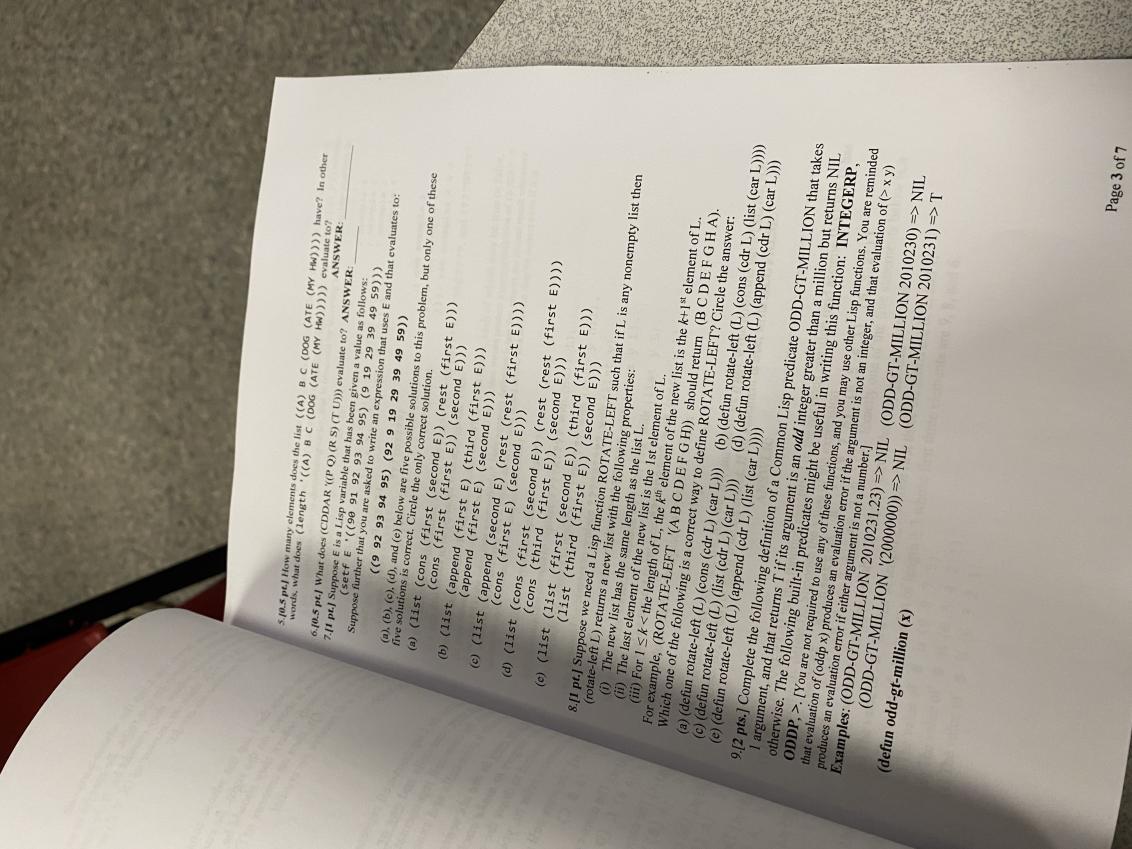 5.[0.5 pt.] How many elements does the list ((A) B C (DOG (ATE (MY HW)))) have? In other
words, what does (length '((A) B C (DOG (ATE (MY HW))))) evaluate to?
ANSWER: ________
6.[0.5 pt.] What does (CDDAR '((P Q) (R S) (T U))) evaluate to? ANSWER: ________
7.[1 pt.] Suppose E is a Lisp variable that has been given a value as follows:
(setf E '((90 91 92 93 94 95) (9 19 29 39 49 59)))
Suppose further that you are asked to write an expression that uses E and that evaluates to:
((9 92 93 94 95) (92 9 19 29 39 49 59))
(a), (b), (c), (d), and (e) below are five possible solutions to this problem, but only one of these
five solutions is correct. Circle the only correct solution.
(a) (list (cons (first (second E)) (rest (first E)))
(cons (first (first E)) (second E)))
(b) (list (append (first E) (third (first E)))
(append (first E) (second E)))
(c) (list (append (second E) (rest (rest (first E))))
(cons (first E) (second E)))
(d) (list (cons (first (second E)) (rest (rest (first E))))
(cons (third (first E)) (second E)))
(e) (list (list (first (second E)) (third (first E)))
(list (third (first E)) (second E)))
8.[1 pt.] Suppose we need a Lisp function ROTATE-LEFT such that if L is any nonempty list then
(rotate-left L) returns a new list with the following properties:
(i) The new list has the same length as the list L.
(ii) The last element of the new list is the 1st element of L.
(iii) For 1 ≤ k < the length of L, the kth element of the new list is the k+1st element of L.
For example, (ROTATE-LEFT '(A B C D E F G H)) should return (B C D E F G H A).
Which one of the following is a correct way to define ROTATE-LEFT? Circle the answer:
(a) (defun rotate-left (L) (cons (cdr L) (car L))) (b) (defun rotate-left (L) (cons (cdr L) (list (car L))))
(c) (defun rotate-left (L) (list (cdr L) (car L))) (d) (defun rotate-left (L) (append (cdr L) (car L)))
(e) (defun rotate-left (L) (append (cdr L) (list (car L))))
9.[2 pts.] Complete the following definition of a Common Lisp predicate ODD-GT-MILLION that takes
1 argument, and that returns T if its argument is an odd integer greater than a million but returns NIL
otherwise. The following built-in predicates might be useful in writing this function: INTEGERP,
ODDP, >. [You are not required to use any of these functions, and you may use other Lisp functions. You are reminded
that evaluation of (oddp x) produces an evaluation error if the argument is not an integer, and that evaluation of (> x y)
produces an evaluation error if either argument is not a number.]
Examples: (ODD-GT-MILLION 2010231.23) => NIL (ODD-GT-MILLION 2010230) => NIL
(ODD-GT-MILLION '(2000000)) => NIL (ODD-GT-MILLION 2010231) => T
(defun odd-gt-million (x)
Page 3 of 7